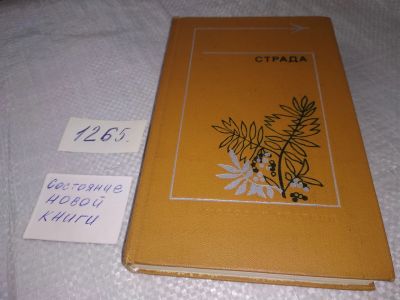 СТРАДА
1265.
Состояние
новой
книги